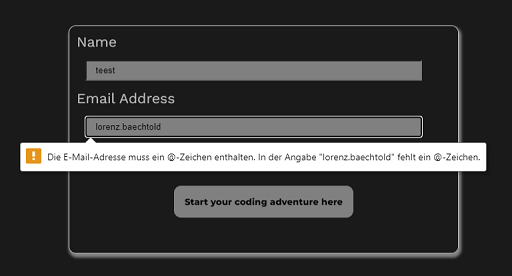 Name
teest
Email Address
lorenz.baechtold
Die E-Mail-Adresse muss ein @-Zeichen enthalten. In der Angabe "lorenz.baechtold" fehlt ein @-Zeichen.
Start your coding adventure here